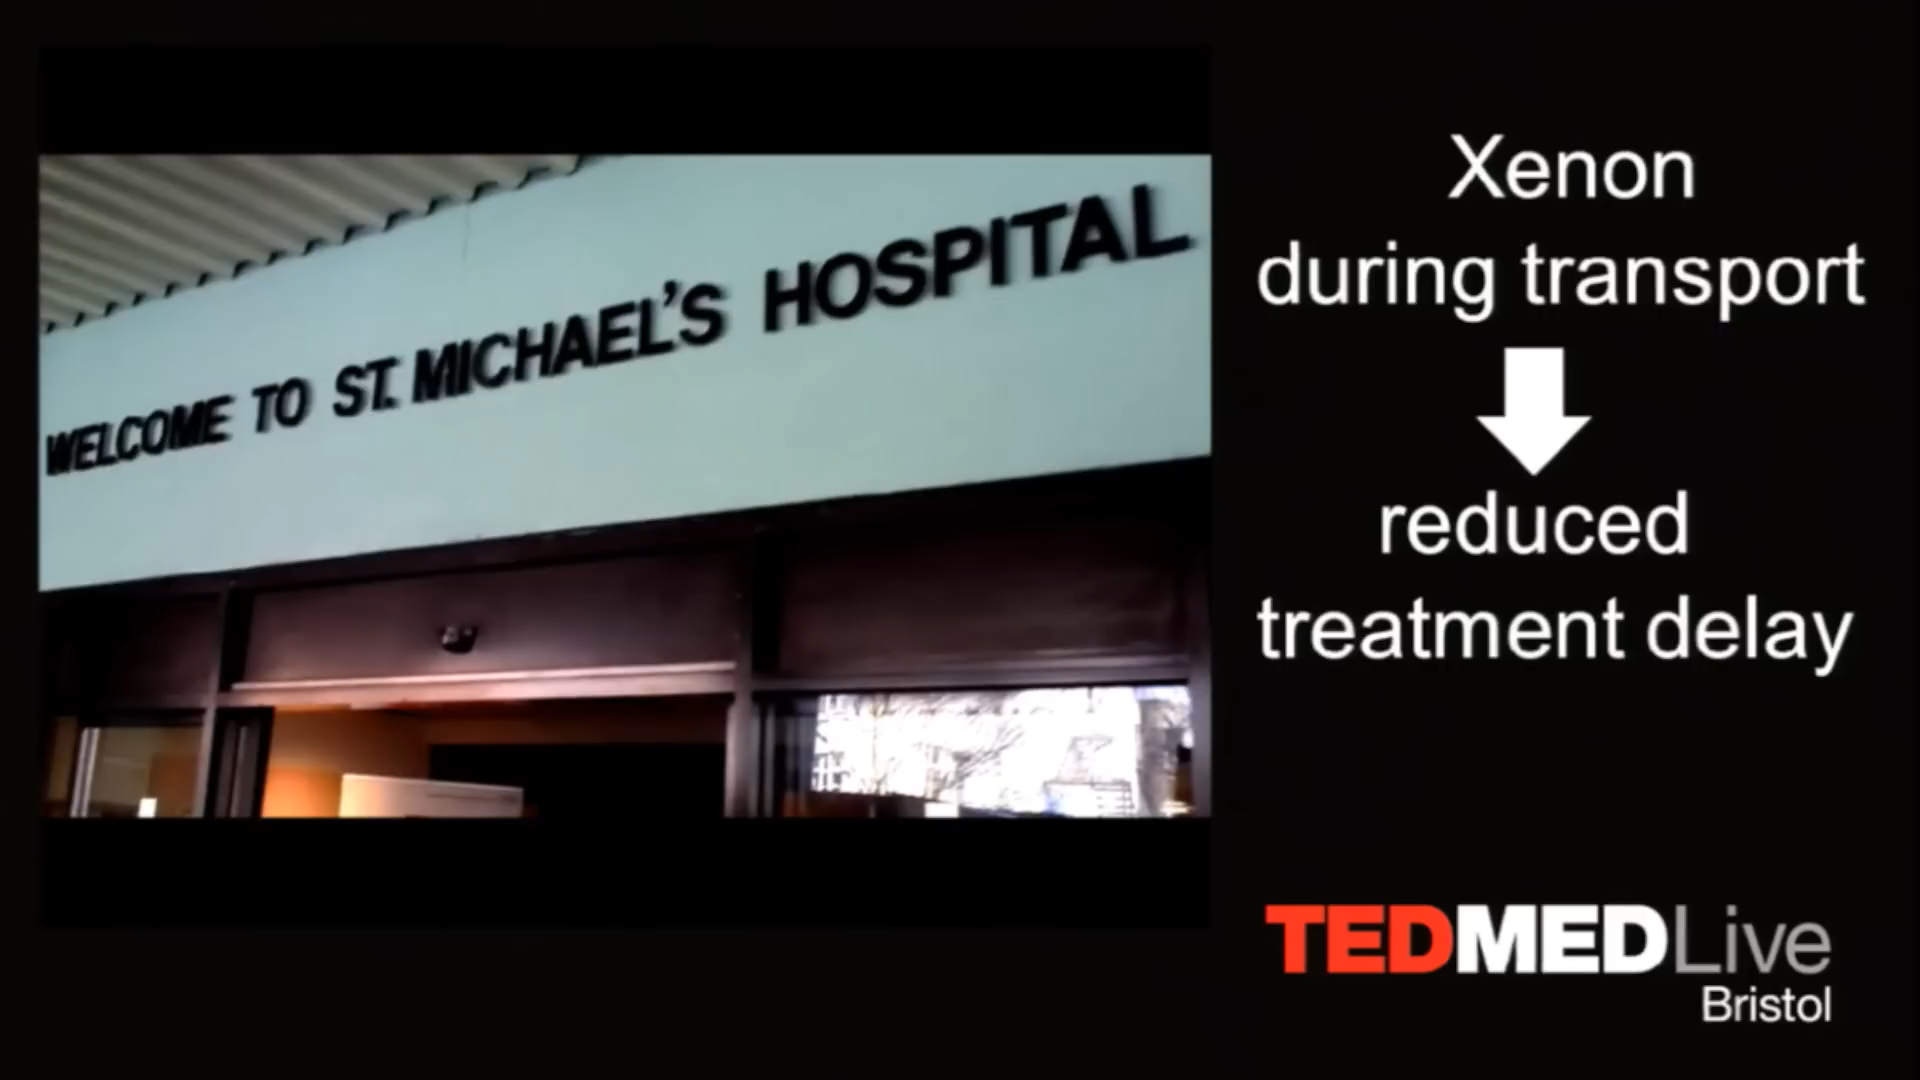 WELCOME TO ST. MICHAEL'S HOSPITAL
Xenon
during transport
reduced
treatment delay
TEDMEDLive
Bristol